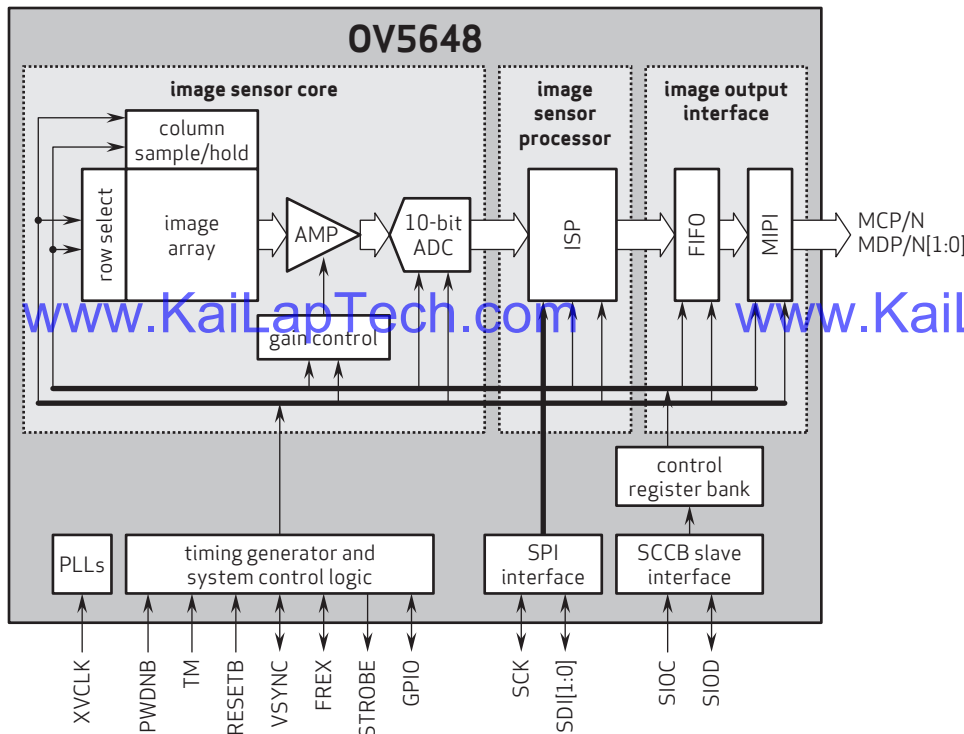 OV5648
image sensor core
image
sensor
processor
image output
interface
column
sample/hold
row select
image
array
AMP
10-bit
ADC
ISP
FIFO
MIPI
MCP/N
MDP/N[1:0]
www.KaiLapTech.com
www.KaiL
gain control
control
register bank
PLLs
timing generator and
system control logic
SPI
interface
SCCB slave
interface
XVCLK
PWDNB
TM
RESETB
VSYNC
FREX
STROBE
GPIO
SCK
SDI[1:0]
SIOC
SIOD